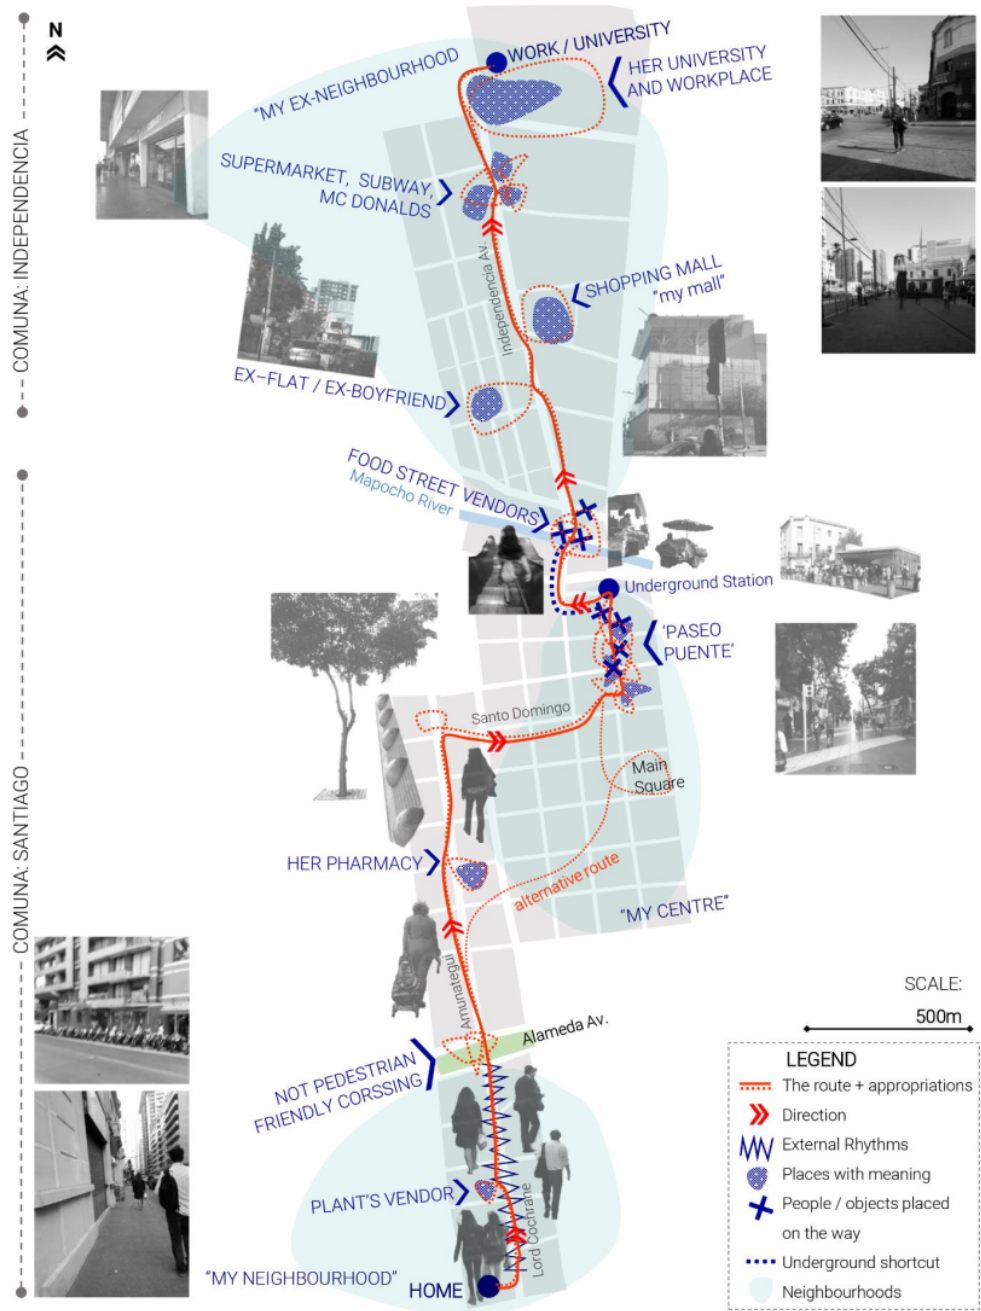 N
COMUNA: INDEPENDENCIA
COMUNA: SANTIAGO
WORK / UNIVERSITY
"MY EX-NEIGHBOURHOOD
HER UNIVERSITY
AND WORKPLACE
SUPERMARKET, SUBWAY,
MC DONALDS
Independencia Av.
SHOPPING MALL
"my mall"
EX–FLAT / EX-BOYFRIEND
FOOD STREET VENDORS
Mapocho River
Underground Station
'PASEO
PUENTE'
Santo Domingo
Main
Square
HER PHARMACY
alternative route
"MY CENTRE"
Amunategui
Alameda Av.
NOT PEDESTRIAN
FRIENDLY CORSSING
PLANT'S VENDOR
Lord Cochrane
"MY NEIGHBOURHOOD"
HOME
SCALE:
500m
LEGEND
The route + appropriations
Direction
External Rhythms
Places with meaning
People / objects placed
on the way
Underground shortcut
Neighbourhoods